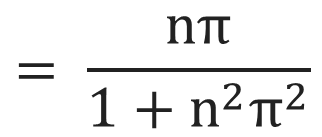 = nπ / (1 + n²π²)